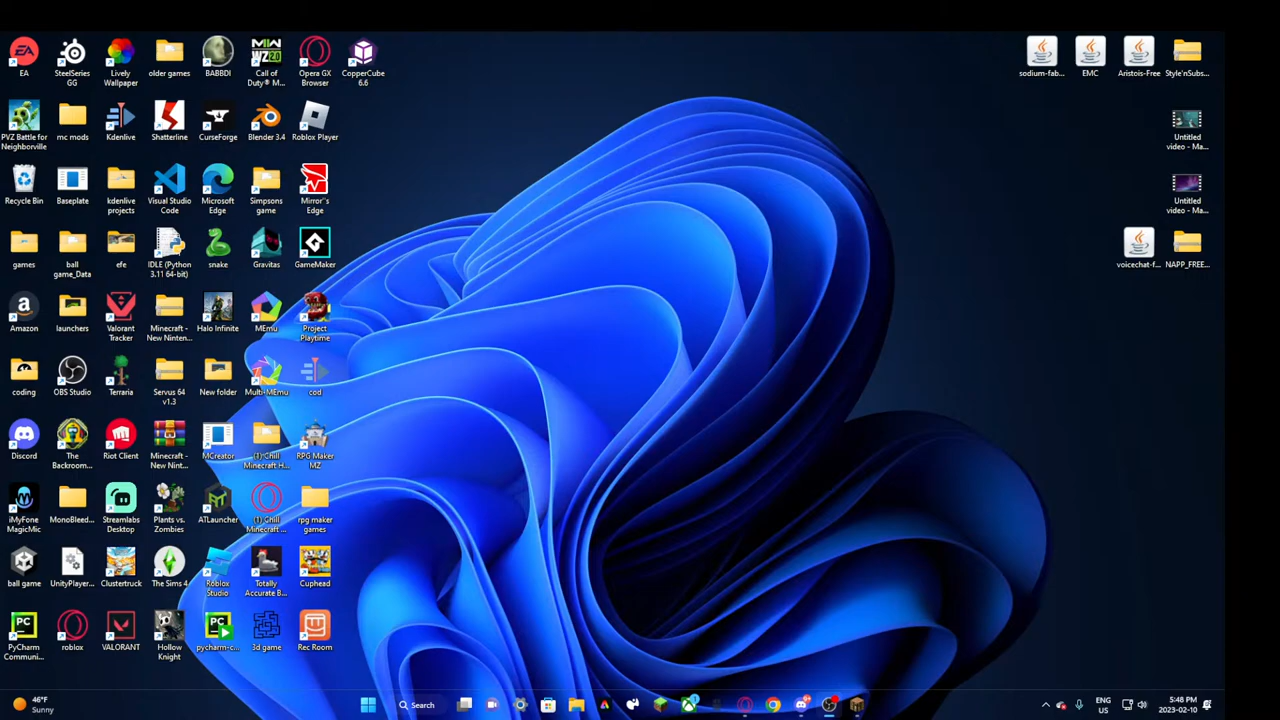 EA
SteelSeries
GG
Lively
Wallpaper
older games
BABBDI
Call of
Duty® M...
Opera GX
Browser
CopperCube
6.6
sodium-fab...
EMC
Aristois-Free
Style'nSubs...
PVZ Battle for
Neighborville
mc mods
Kdenlive
Shatterline
CurseForge
Blender 3.4
Roblox Player
Untitled
video - Ma...
Recycle Bin
Baseplate
kdenlive
projects
Visual Studio
Code
Microsoft
Edge
Simpsons
game
Mirror's
Edge
Untitled
video - Ma...
games
ball
game_Data
efe
IDLE (Python
3.11 64-bit)
snake
Gravitas
GameMaker
voicechat-f...
NAPP_FREE...
Amazon
launchers
Valorant
Tracker
Minecraft -
New Ninten...
Halo Infinite
MEmu
Project
Playtime
coding
OBS Studio
Terraria
Servus 64
v1.3
New folder
Multi-MEmu
cod
Discord
The
Backroom...
Riot Client
Minecraft -
New Nint...
MCreator
(1) Chill
Minecraft H...
RPG Maker
MZ
iMyFone
MagicMic
MonoBleed...
Streamlabs
Desktop
Plants vs.
Zombies
ATLauncher
(1) Chill
Minecraft ...
rpg maker
games
ball game
UnityPlayer...
Clustertruck
The Sims 4
Roblox
Studio
Totally
Accurate B...
Cuphead
PyCharm
Communi...
roblox
VALORANT
Hollow
Knight
pycharm-c...
3d game
Rec Room
46°F
Sunny
Search
ENG
US
5:48 PM
2023-02-10